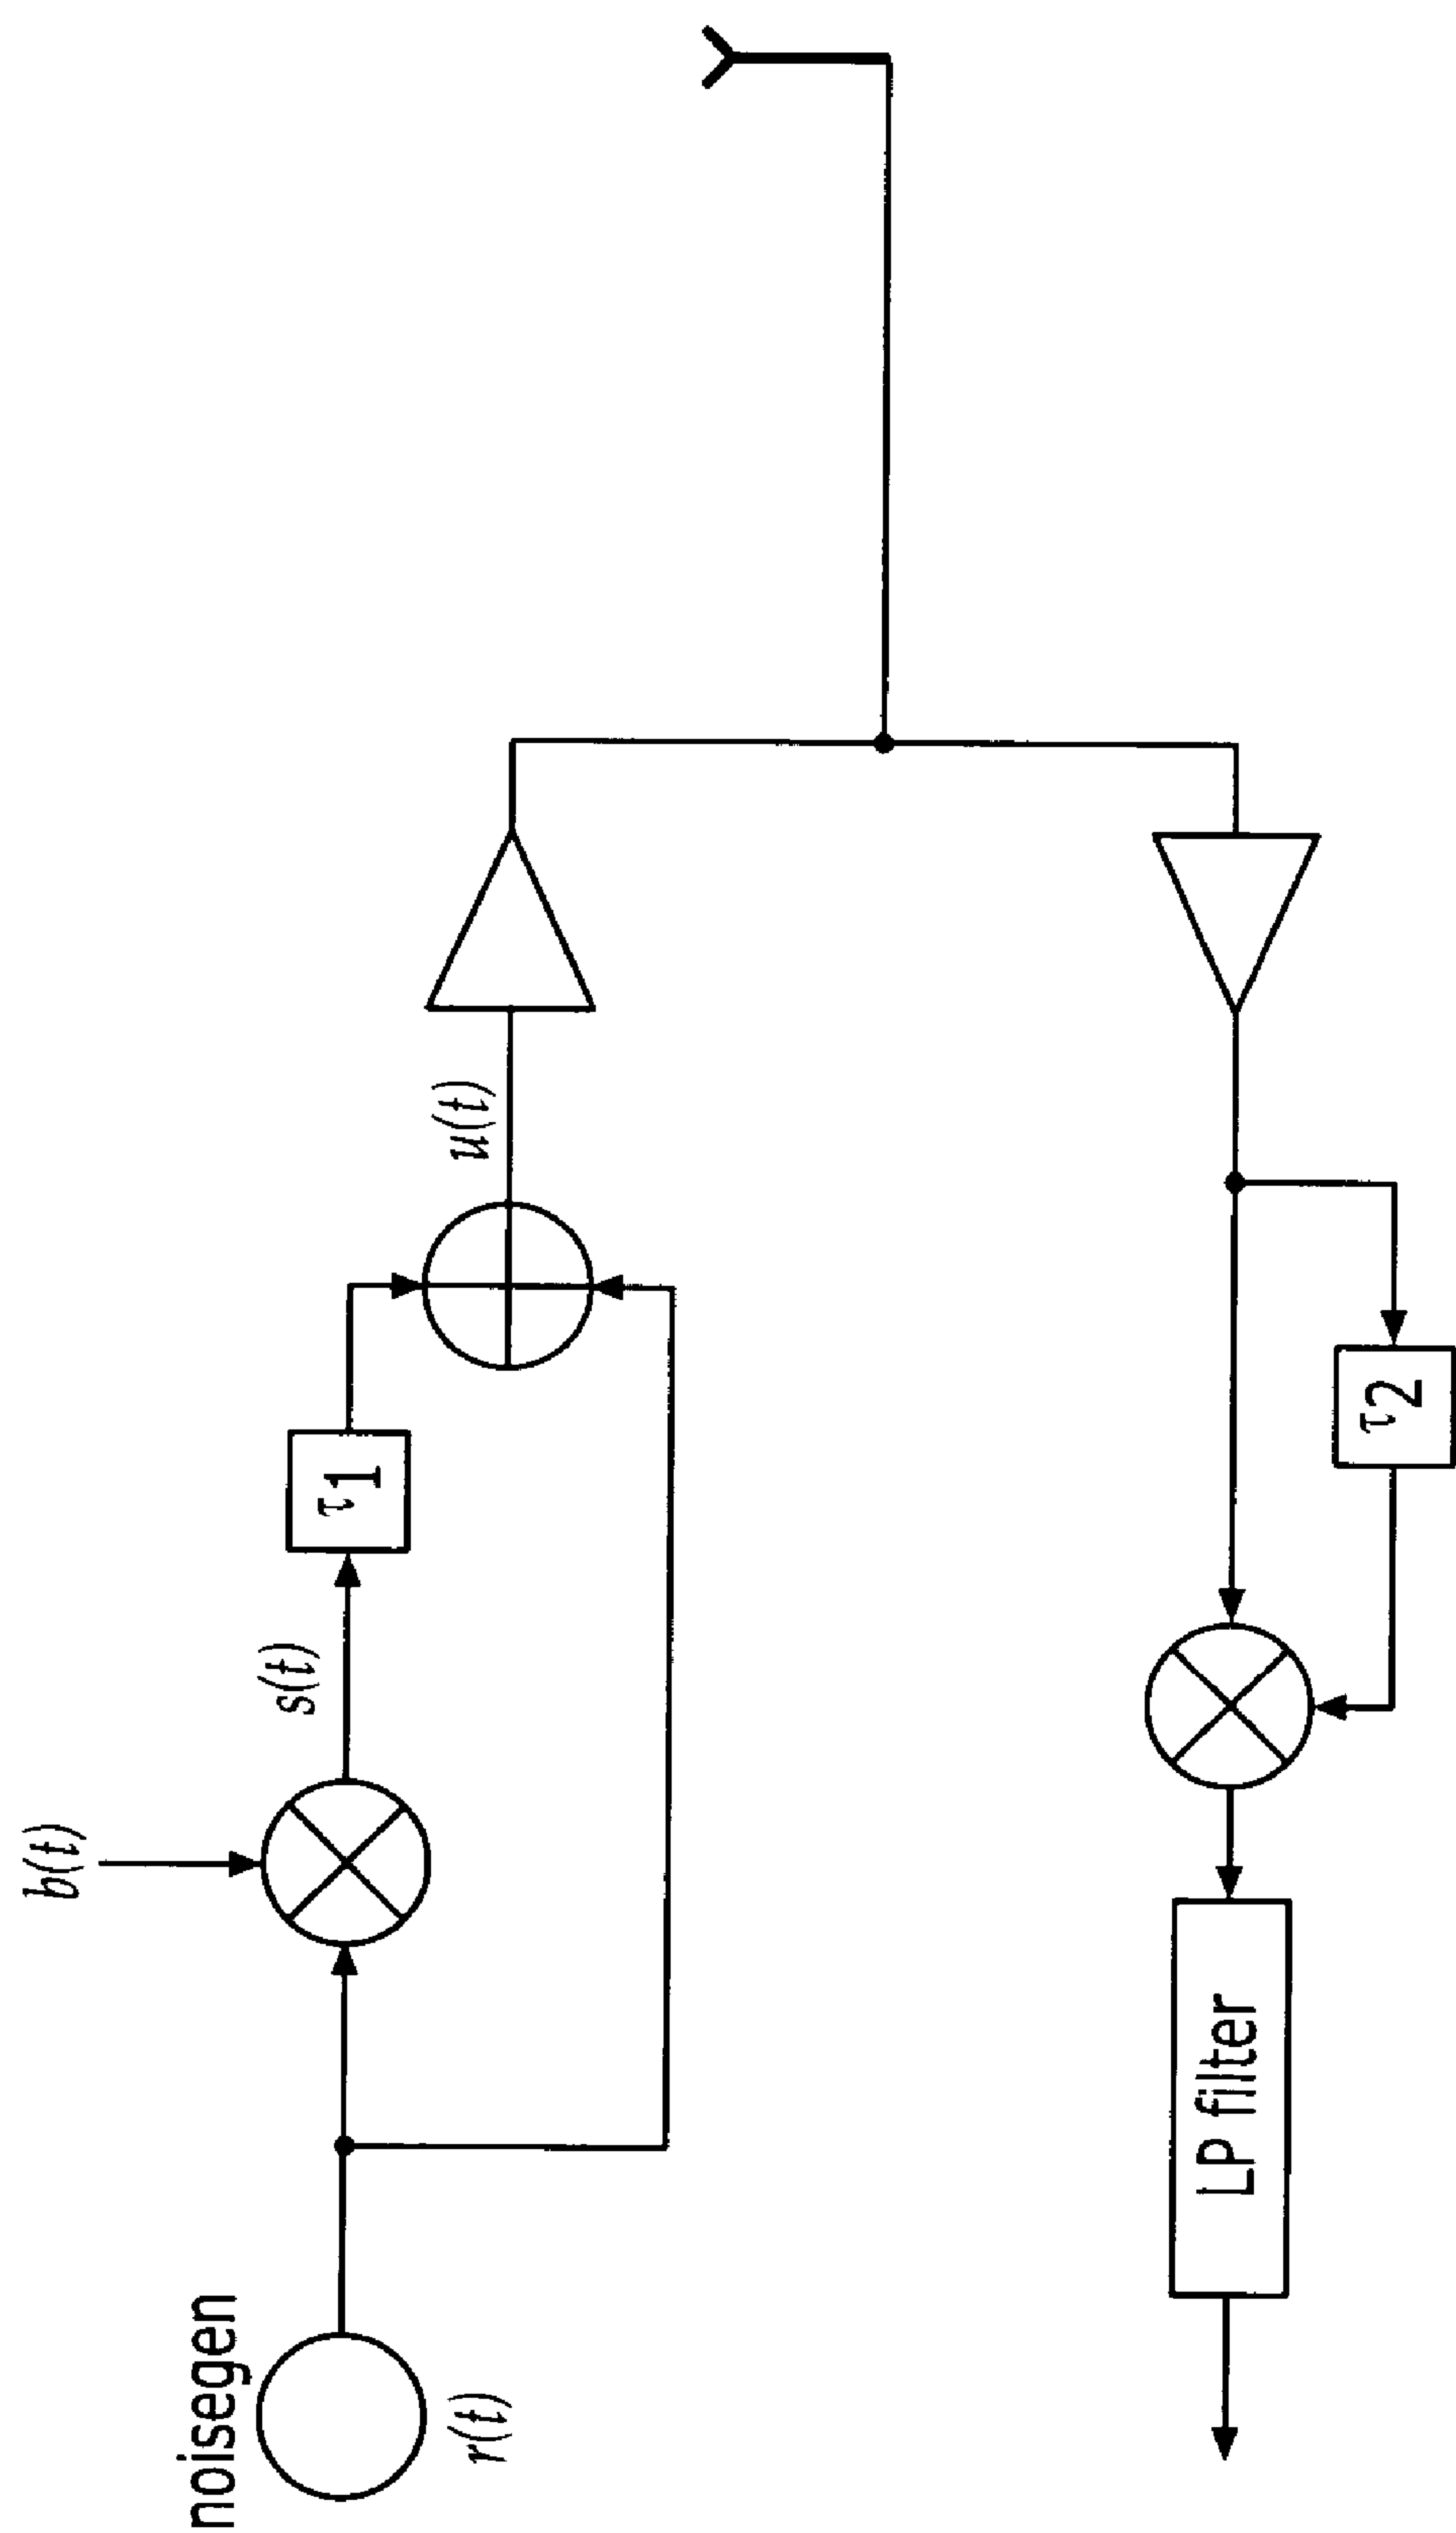 noisegen
r(t)
b(t)
s(t)
τ1
u(t)
τ2
LP filter